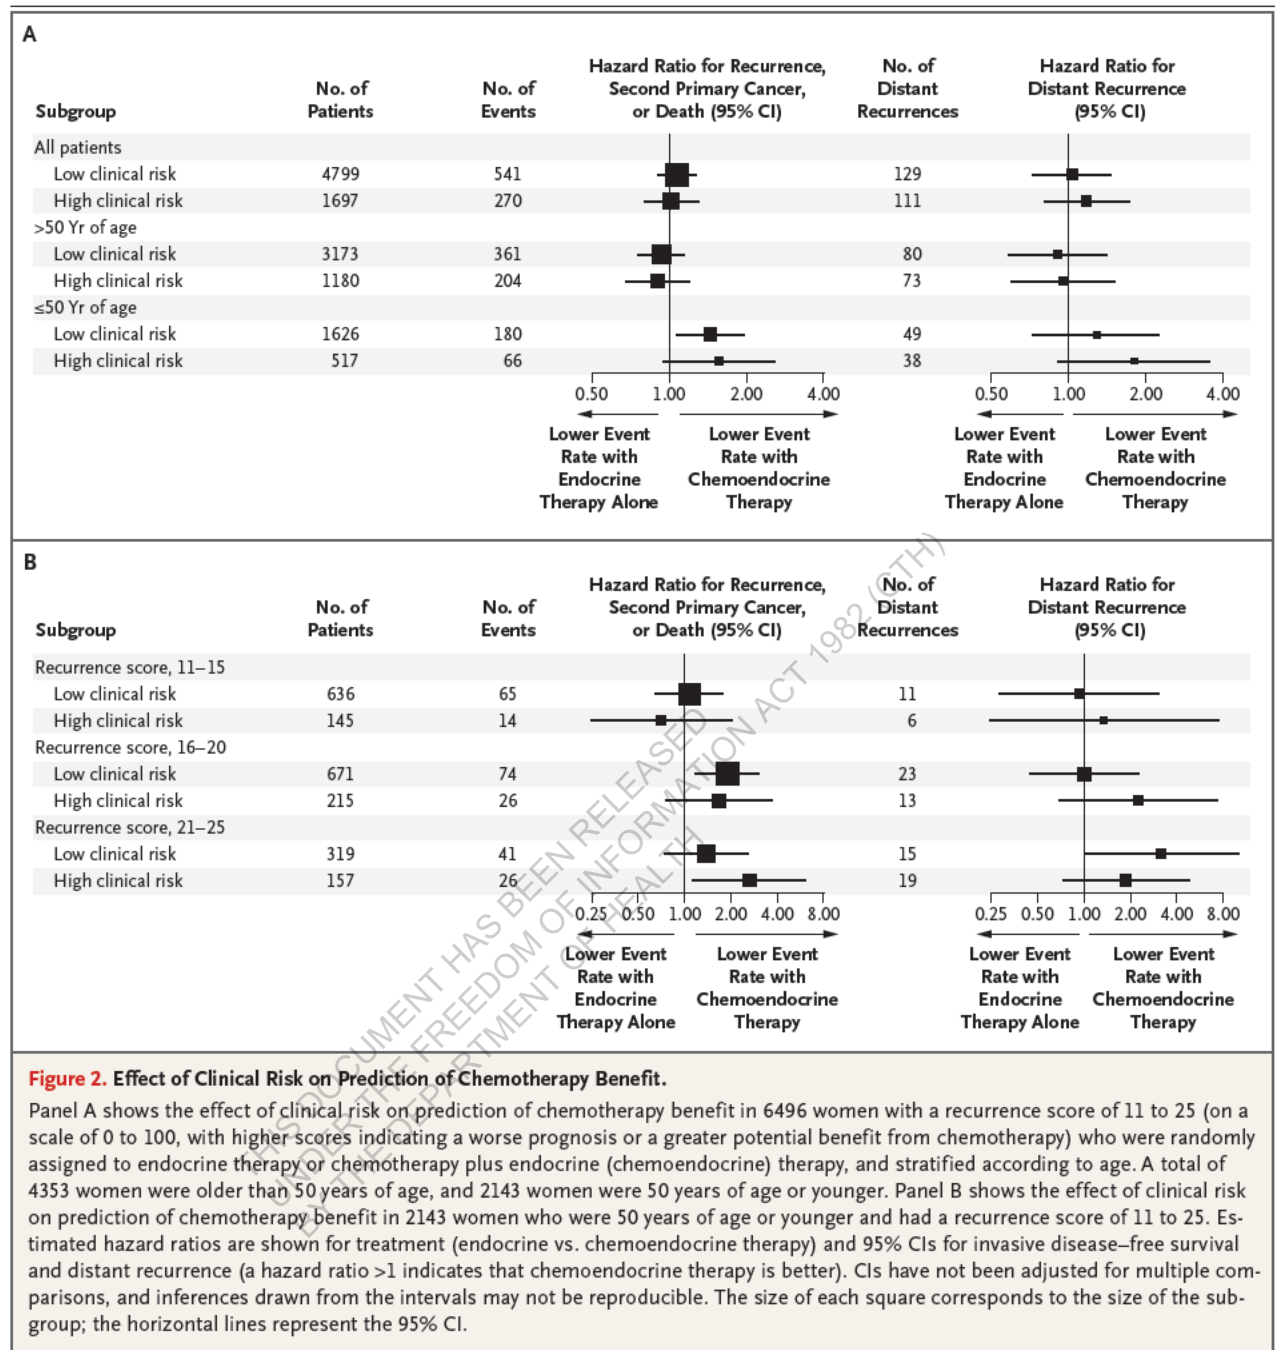 A
Subgroup No. of Patients No. of Events Hazard Ratio for Recurrence, Second Primary Cancer, or Death (95% CI) No. of Distant Recurrences Hazard Ratio for Distant Recurrence (95% CI)
All patients
Low clinical risk 4799 541 129
High clinical risk 1697 270 111
>50 Yr of age
Low clinical risk 3173 361 80
High clinical risk 1180 204 73
≤50 Yr of age
Low clinical risk 1626 180 49
High clinical risk 517 66 38
0.50 1.00 2.00 4.00 0.50 1.00 2.00 4.00
Lower Event Lower Event Lower Event Lower Event
Rate with Rate with Rate with Rate with
Endocrine Chemoendocrine Endocrine Chemoendocrine
Therapy Alone Therapy Therapy Alone Therapy
B
Subgroup No. of Patients No. of Events Hazard Ratio for Recurrence, Second Primary Cancer, or Death (95% CI) No. of Distant Recurrences Hazard Ratio for Distant Recurrence (95% CI)
Recurrence score, 11–15
Low clinical risk 636 65 11
High clinical risk 145 14 6
Recurrence score, 16–20
Low clinical risk 671 74 23
High clinical risk 215 26 13
Recurrence score, 21–25
Low clinical risk 319 41 15
High clinical risk 157 26 19
0.25 0.50 1.00 2.00 4.00 8.00 0.25 0.50 1.00 2.00 4.00 8.00
Lower Event Lower Event Lower Event Lower Event
Rate with Rate with Rate with Rate with
Endocrine Chemoendocrine Endocrine Chemoendocrine
Therapy Alone Therapy Therapy Alone Therapy
THIS DOCUMENT HAS BEEN RELEASED
UNDER THE FREEDOM OF INFORMATION ACT 1982 (CTH)
BY THE DEPARTMENT OF HEALTH
Figure 2. Effect of Clinical Risk on Prediction of Chemotherapy Benefit.
Panel A shows the effect of clinical risk on prediction of chemotherapy benefit in 6496 women with a recurrence score of 11 to 25 (on a
scale of 0 to 100, with higher scores indicating a worse prognosis or a greater potential benefit from chemotherapy) who were randomly
assigned to endocrine therapy or chemotherapy plus endocrine (chemoendocrine) therapy, and stratified according to age. A total of
4353 women were older than 50 years of age, and 2143 women were 50 years of age or younger. Panel B shows the effect of clinical risk
on prediction of chemotherapy benefit in 2143 women who were 50 years of age or younger and had a recurrence score of 11 to 25. Es-
timated hazard ratios are shown for treatment (endocrine vs. chemoendocrine therapy) and 95% CIs for invasive disease–free survival
and distant recurrence (a hazard ratio >1 indicates that chemoendocrine therapy is better). CIs have not been adjusted for multiple com-
parisons, and inferences drawn from the intervals may not be reproducible. The size of each square corresponds to the size of the sub-
group; the horizontal lines represent the 95% CI.